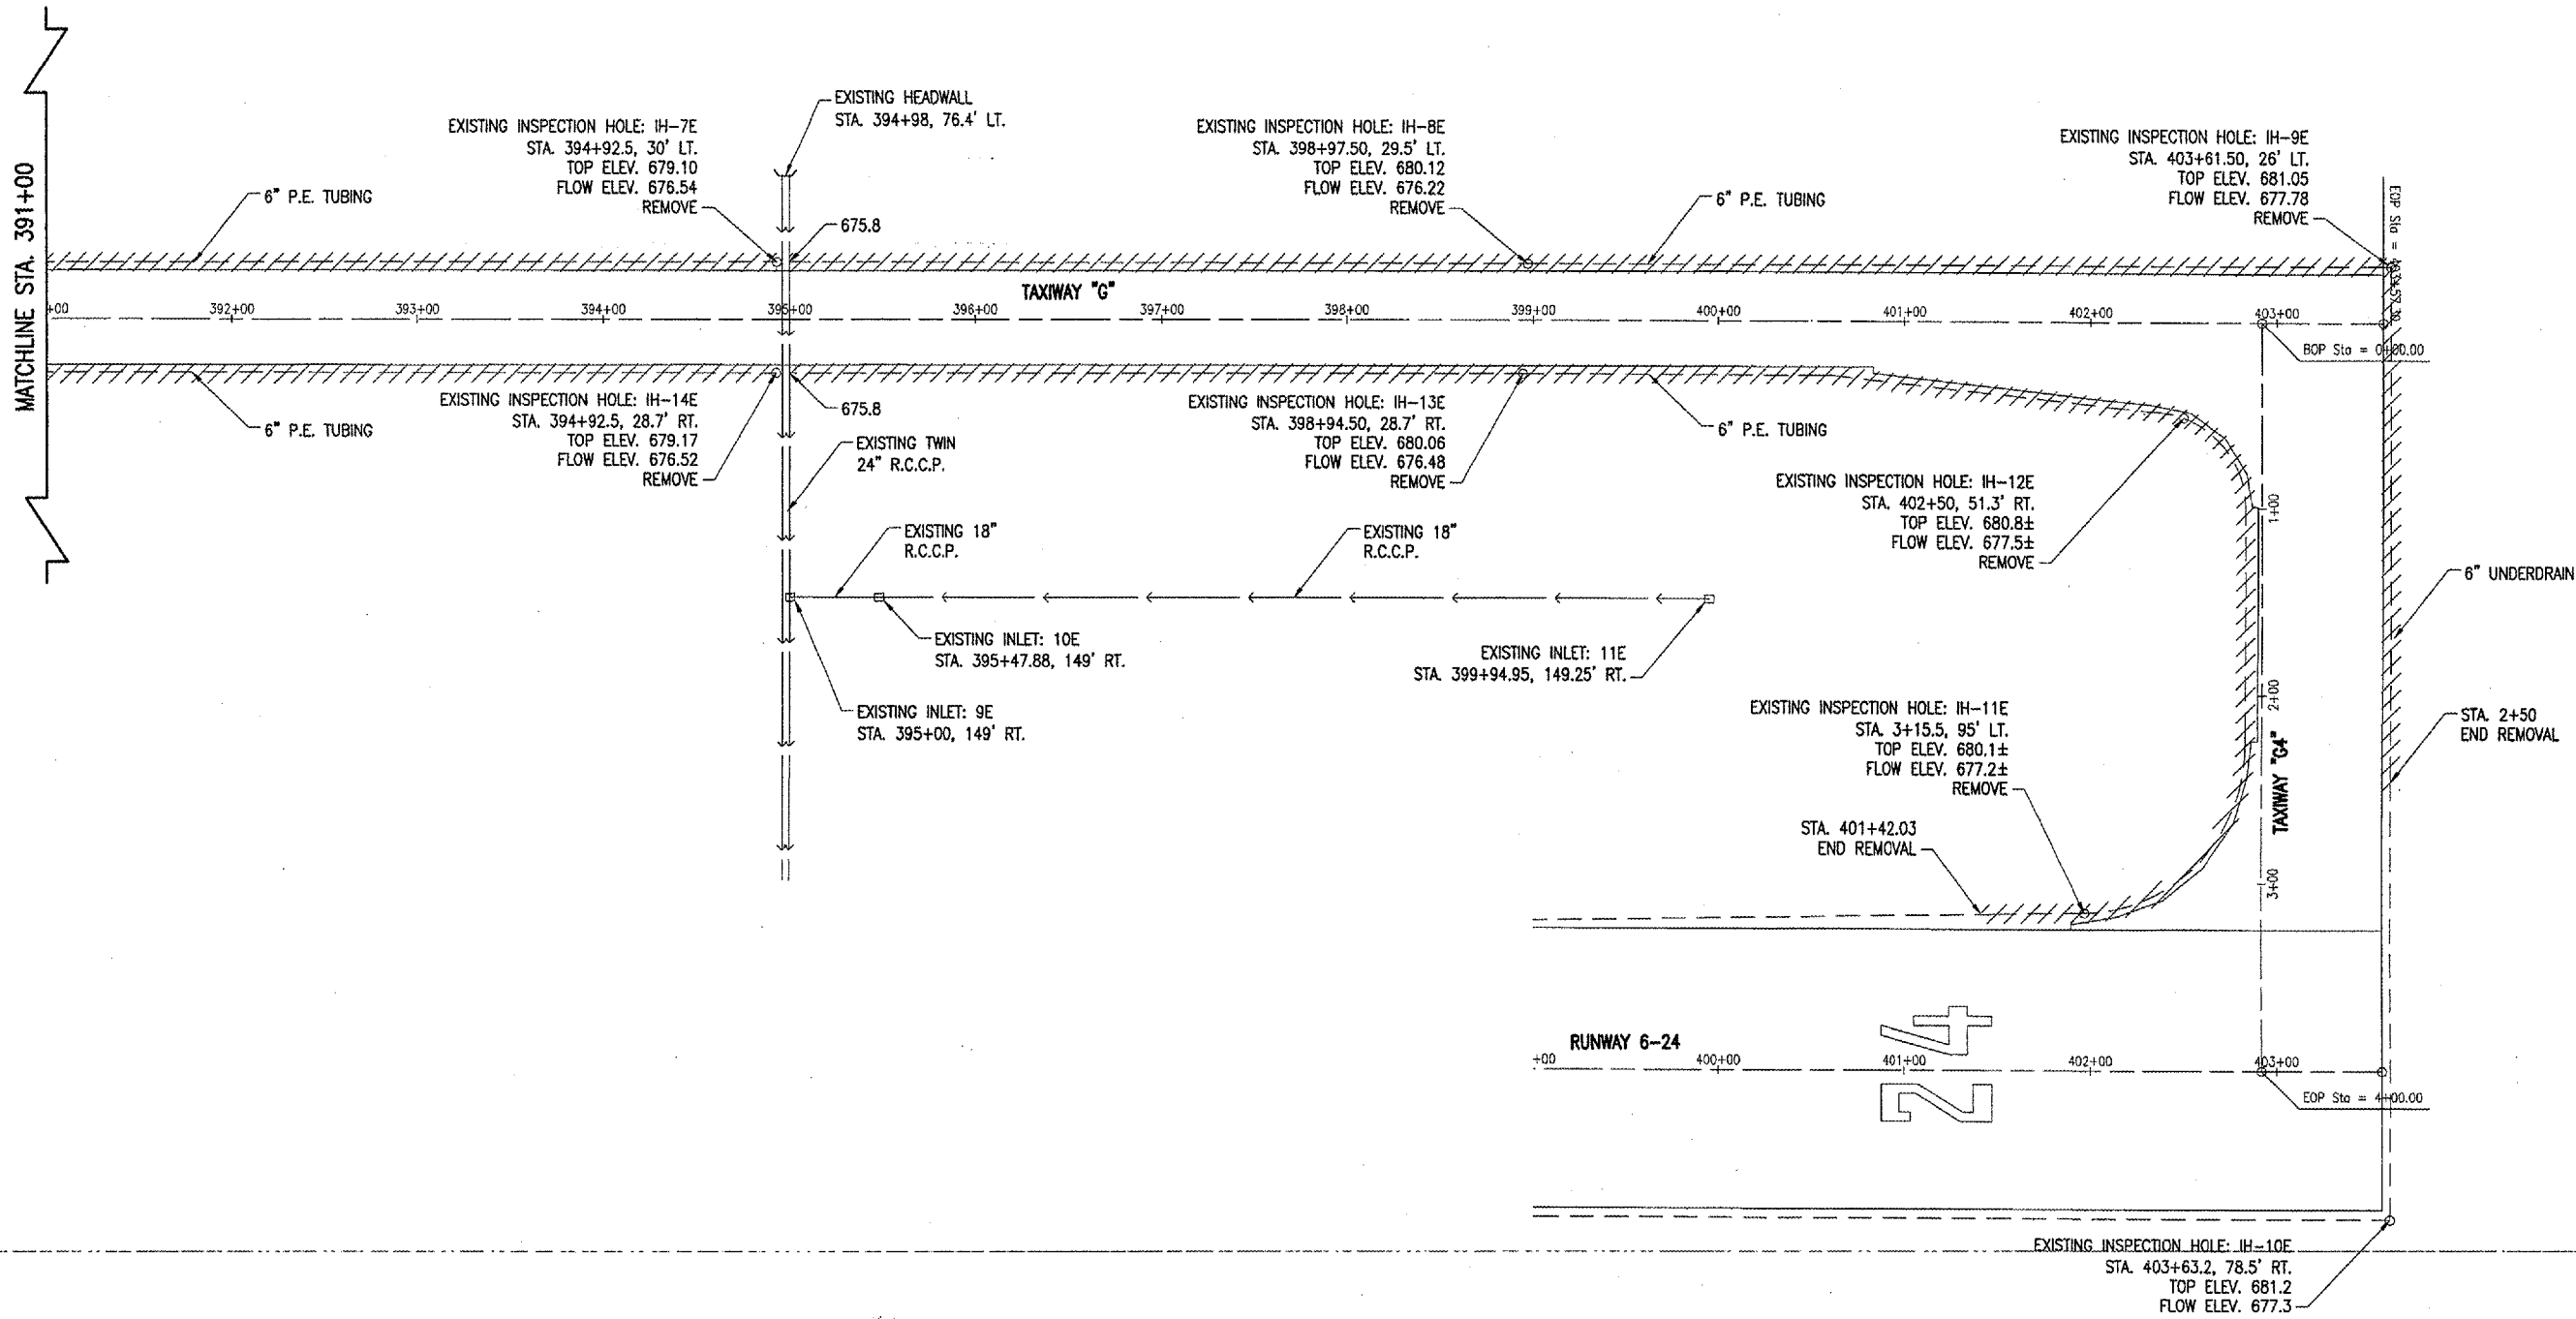 MATCHLINE STA. 391+00
EXISTING HEADWALL
STA. 394+98, 76.4' LT.
EXISTING INSPECTION HOLE: IH-7E
STA. 394+92.5, 30' LT.
TOP ELEV. 679.10
FLOW ELEV. 676.54
REMOVE
6" P.E. TUBING
675.8
EXISTING INSPECTION HOLE: IH-8E
STA. 398+97.50, 29.5' LT.
TOP ELEV. 680.12
FLOW ELEV. 676.22
REMOVE
6" P.E. TUBING
EXISTING INSPECTION HOLE: IH-9E
STA. 403+61.50, 26' LT.
TOP ELEV. 681.05
FLOW ELEV. 677.78
REMOVE
EOP Sta =
TAXIWAY "G"
+00
392+00
393+00
394+00
395+00
396+00
397+00
398+00
399+00
400+00
401+00
402+00
403+00
BOP Sta = 0+00.00
6" P.E. TUBING
EXISTING INSPECTION HOLE: IH-14E
STA. 394+92.5, 28.7' RT.
TOP ELEV. 679.17
FLOW ELEV. 676.52
REMOVE
675.8
EXISTING TWIN
24" R.C.C.P.
EXISTING INSPECTION HOLE: IH-13E
STA. 398+94.50, 28.7' RT.
TOP ELEV. 680.06
FLOW ELEV. 676.48
REMOVE
6" P.E. TUBING
EXISTING INSPECTION HOLE: IH-12E
STA. 402+50, 51.3' RT.
TOP ELEV. 680.8±
FLOW ELEV. 677.5±
REMOVE
EXISTING 18"
R.C.C.P.
EXISTING 18"
R.C.C.P.
1+00
6" UNDERDRAIN
EXISTING INLET: 10E
STA. 395+47.88, 149' RT.
EXISTING INLET: 11E
STA. 399+94.95, 149.25' RT.
EXISTING INLET: 9E
STA. 395+00, 149' RT.
EXISTING INSPECTION HOLE: IH-11E
STA. 3+15.5, 95' LT.
TOP ELEV. 680.1±
FLOW ELEV. 677.2±
REMOVE
2+00
STA. 2+50
END REMOVAL
TAXIWAY "G4"
STA. 401+42.03
END REMOVAL
3+00
RUNWAY 6-24
24
+00
400+00
401+00
402+00
403+00
EOP Sta = 4+00.00
EXISTING INSPECTION HOLE: IH-10E
STA. 403+63.2, 78.5' RT.
TOP ELEV. 681.2
FLOW ELEV. 677.3